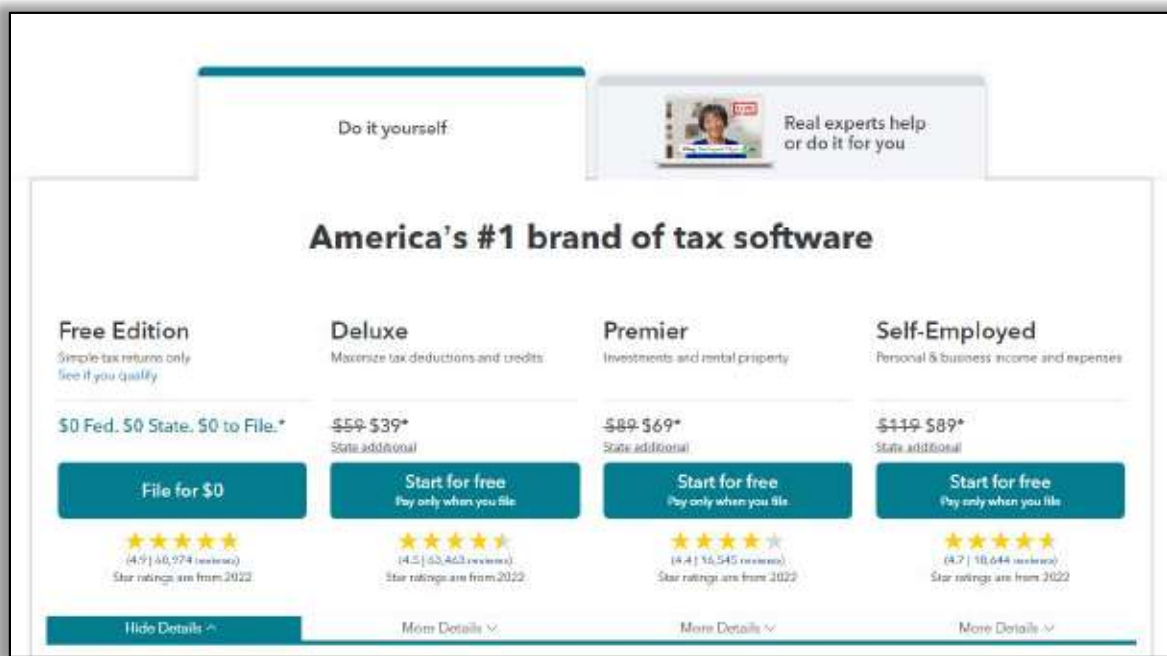 Do it yourself
Real experts help
or do it for you
America's #1 brand of tax software
Free Edition
Simple tax returns only
See if you qualify
$0 Fed. $0 State. $0 to File.*
File for $0
(4.9 | 68,974 reviews)
Star ratings are from 2022
Hide Details
Deluxe
Maximize tax deductions and credits
$59 $39*
State additional
Start for free
Pay only when you file
(4.5 | 63,463 reviews)
Star ratings are from 2022
More Details
Premier
Investments and rental property
$89 $69*
State additional
Start for free
Pay only when you file
(4.4 | 16,545 reviews)
Star ratings are from 2022
More Details
Self-Employed
Personal & business income and expenses
$119 $89*
State additional
Start for free
Pay only when you file
(4.7 | 18,644 reviews)
Star ratings are from 2022
More Details